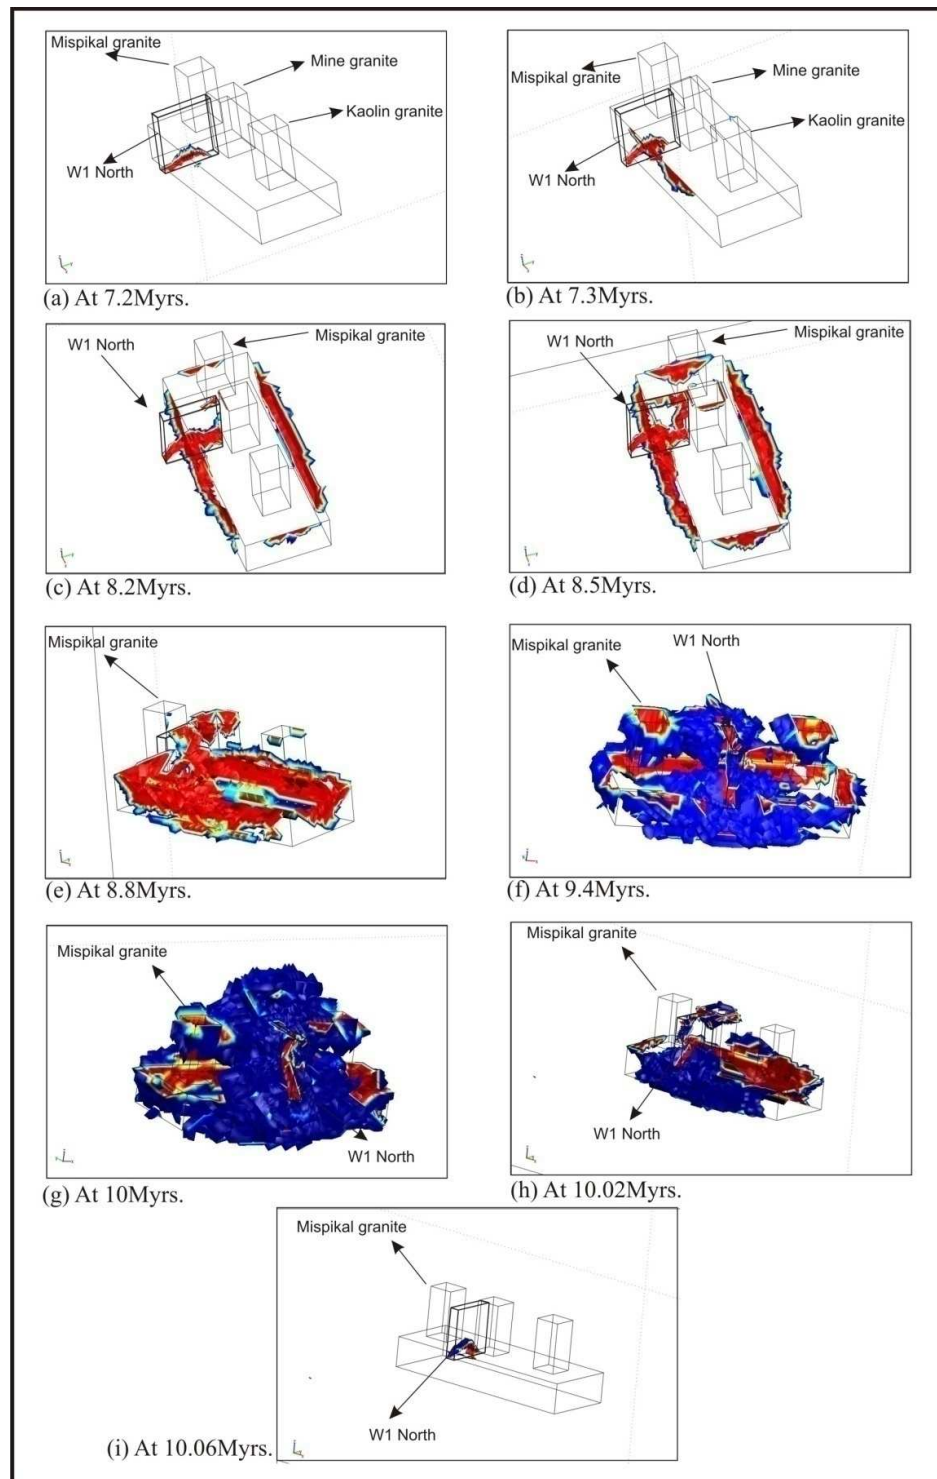 Mispikal granite
Mine granite
Kaolin granite
W1 North
(a) At 7.2Myrs.
Mispikal granite
Mine granite
Kaolin granite
W1 North
(b) At 7.3Myrs.
W1 North
Mispikal granite
(c) At 8.2Myrs.
W1 North
Mispikal granite
(d) At 8.5Myrs.
Mispikal granite
(e) At 8.8Myrs.
Mispikal granite
W1 North
(f) At 9.4Myrs.
Mispikal granite
W1 North
(g) At 10Myrs.
Mispikal granite
W1 North
(h) At 10.02Myrs.
Mispikal granite
W1 North
(i) At 10.06Myrs.